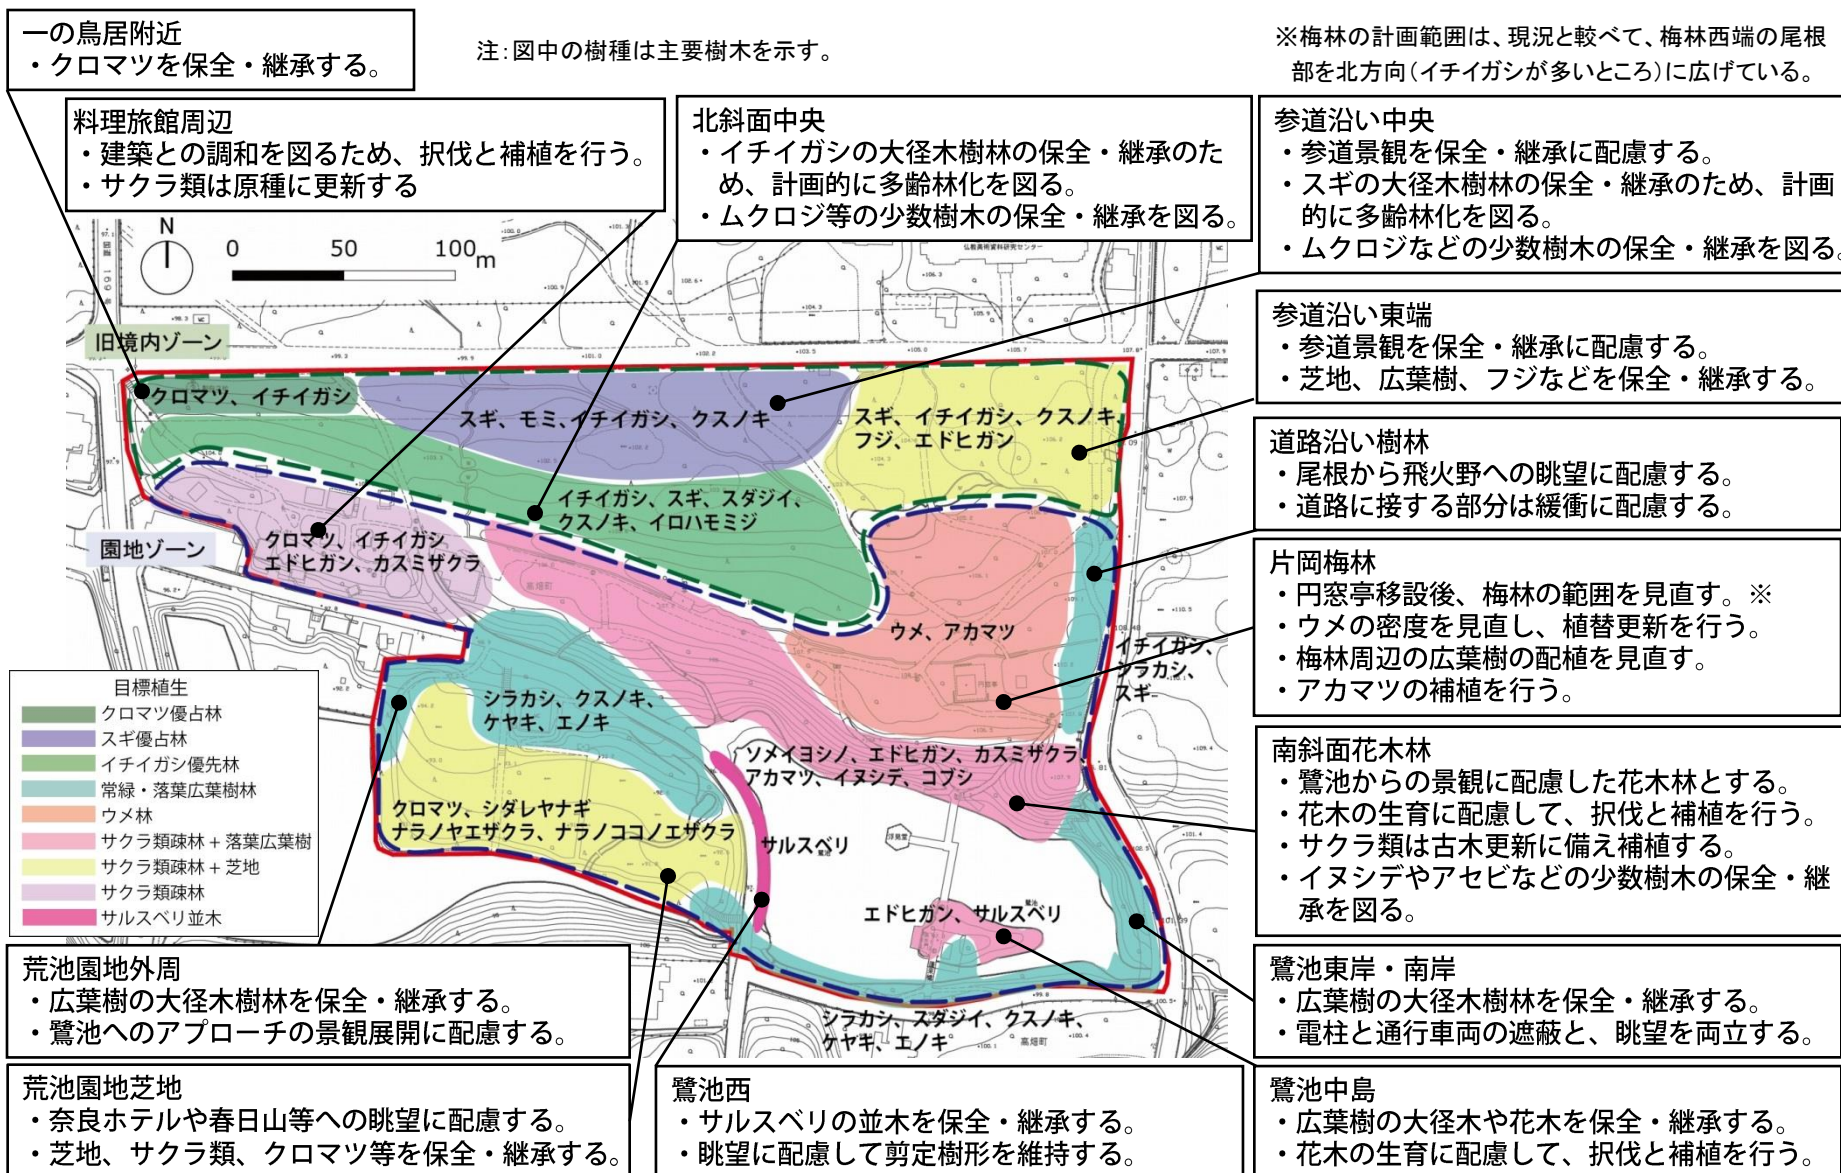 一の鳥居附近
・クロマツを保全・継承する。
注：図中の樹種は主要樹木を示す。
※梅林の計画範囲は、現況と較べて、梅林西端の尾根
部を北方向（イチイガシが多いところ）に広げている。
料理旅館周辺
・建築との調和を図るため、択伐と補植を行う。
・サクラ類は原種に更新する
北斜面中央
・イチイガシの大径木樹林の保全・継承のた
め、計画的に多齢林化を図る。
・ムクロジ等の少数樹木の保全・継承を図る。
参道沿い中央
・参道景観を保全・継承に配慮する。
・スギの大径木樹林の保全・継承のため、計画
的に多齢林化を図る。
・ムクロジなどの少数樹木の保全・継承を図る。
参道沿い東端
・参道景観を保全・継承に配慮する。
・芝地、広葉樹、フジなどを保全・継承する。
道路沿い樹林
・尾根から飛火野への眺望に配慮する。
・道路に接する部分は緩衝に配慮する。
片岡梅林
・円窓亭移設後、梅林の範囲を見直す。※
・ウメの密度を見直し、植替更新を行う。
・梅林周辺の広葉樹の配植を見直す。
・アカマツの補植を行う。
南斜面花木林
・鷺池からの景観に配慮した花木林とする。
・花木の生育に配慮して、択伐と補植を行う。
・サクラ類は古木更新に備え補植する。
・イヌシデやアセビなどの少数樹木の保全・継
承を図る。
鷺池東岸・南岸
・広葉樹の大径木樹林を保全・継承する。
・電柱と通行車両の遮蔽と、眺望を両立する。
鷺池中島
・広葉樹の大径木や花木を保全・継承する。
・花木の生育に配慮して、択伐と補植を行う。
鷺池西
・サルスベリの並木を保全・継承する。
・眺望に配慮して剪定樹形を維持する。
荒池園地外周
・広葉樹の大径木樹林を保全・継承する。
・鷺池へのアプローチの景観展開に配慮する。
荒池園地芝地
・奈良ホテルや春日山等への眺望に配慮する。
・芝地、サクラ類、クロマツ等を保全・継承する。
N
0 50 100m
旧境内ゾーン
園地ゾーン
クロマツ、イチイガシ
スギ、モミ、イチイガシ、クスノキ
スギ、イチイガシ、クスノキ
フジ、エドヒガン
イチイガシ、スギ、スダジイ、
クスノキ、イロハモミジ
クロマツ、イチイガシ
エドヒガン、カスミザクラ
ウメ、アカマツ
イチイガシ、
シラカシ、
スギ
シラカシ、クスノキ、
ケヤキ、エノキ
ソメイヨシノ、エドヒガン、カスミザクラ、
アカマツ、イヌシデ、コブシ
クロマツ、シダレヤナギ
ナラノヤエザクラ、ナラノココノエザクラ
サルスベリ
エドヒガン、サルスベリ
シラカシ、スダジイ、クスノキ、
ケヤキ、エノキ
高畑町
高畑町
目標植生
クロマツ優占林
スギ優占林
イチイガシ優先林
常緑・落葉広葉樹林
ウメ林
サクラ類疎林＋落葉広葉樹
サクラ類疎林＋芝地
サクラ類疎林
サルスベリ並木